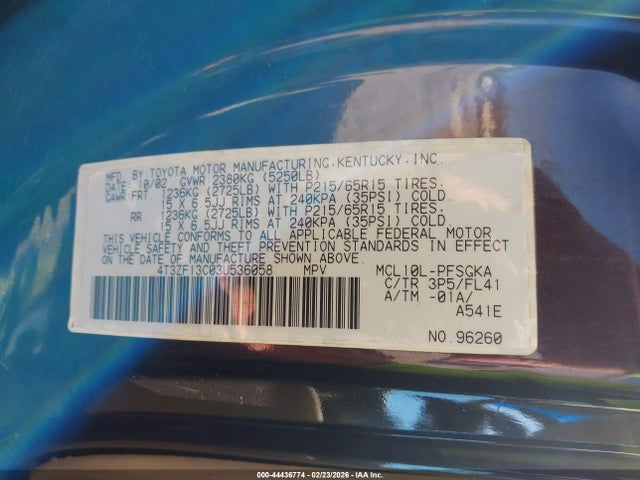 MFD. BY:TOYOTA MOTOR MANUFACTURING,KENTUCKY,INC.
DATE: 10/02 GVWR 2380KG (5250LB)
GAWR FRT. 1236KG (2725LB) WITH P215/65R15 TIRES:
15 X 6.5JJ RIMS AT 240KPA (35PSI) COLD.
RR. 1236KG (2725LB) WITH P215/65R15 TIRES:
15 X 6.5JJ RIMS AT 240KPA (35PSI) COLD.
THIS VEHICLE CONFORMS TO ALL APPLICABLE FEDERAL MOTOR
VEHICLE SAFETY AND THEFT PREVENTION STANDARDS IN EFFECT
ON THE DATE OF MANUFACTURE SHOWN ABOVE.
4T3ZF13C03U536058 MPV MCL10L-PFSGKA
C/TR 3P5/FL41
A/TM -01A/
A541E
NO.96260
000-44436774 - 02/23/2026 - IAA Inc.